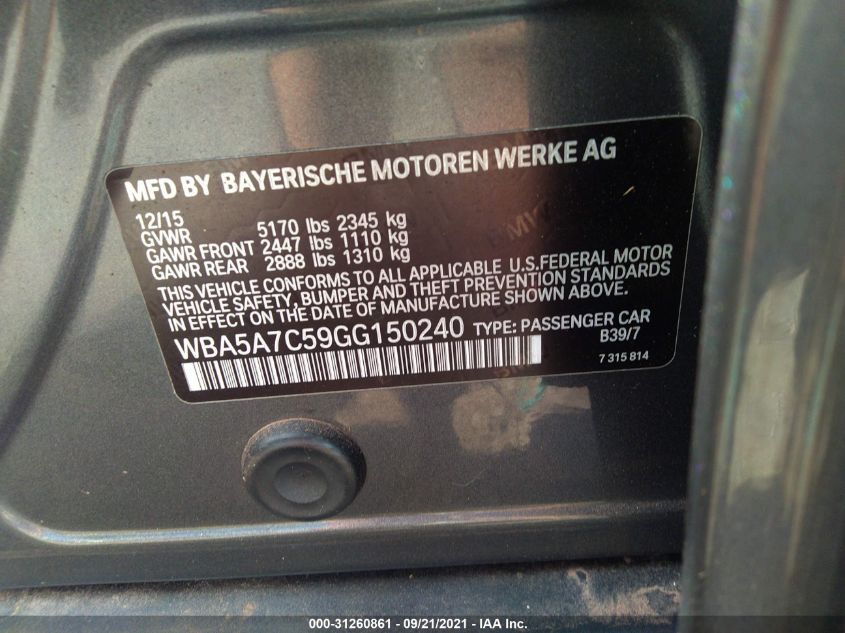 MFD BY BAYERISCHE MOTOREN WERKE AG
12/15
GVWR 5170 lbs 2345 kg
GAWR FRONT 2447 lbs 1110 kg
GAWR REAR 2888 lbs 1310 kg
THIS VEHICLE CONFORMS TO ALL APPLICABLE U.S.FEDERAL MOTOR
VEHICLE SAFETY, BUMPER AND THEFT PREVENTION STANDARDS
IN EFFECT ON THE DATE OF MANUFACTURE SHOWN ABOVE.
WBA5A7C59GG150240 TYPE: PASSENGER CAR
B39/7
7 315 814
000-31260861 - 09/21/2021 - IAA Inc.